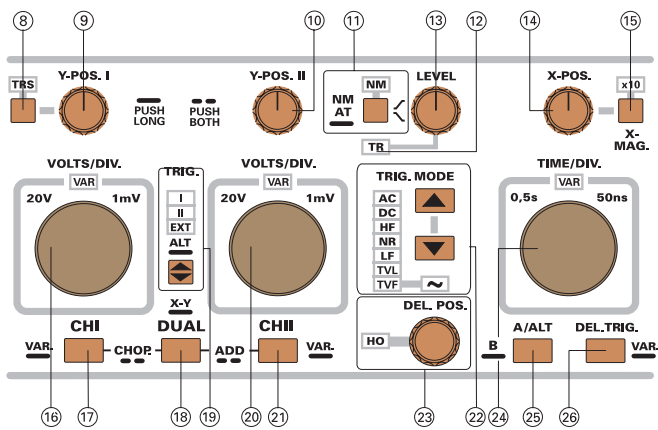 8 9 10 11 13 12 14 15
TRS Y-POS. I Y-POS. II NM LEVEL X-POS. x10
PUSH LONG
PUSH BOTH
NM
AT
TR
X-MAG.
VOLTS/DIV.
VAR
20V 1mV
TRIG.
I
II
EXT
ALT
X-Y
VOLTS/DIV.
VAR
20V 1mV
TRIG. MODE
AC
DC
HF
NR
LF
TVL
TVF ~
TIME/DIV.
VAR
0,5s 50ns
DEL. POS.
HO
CHI DUAL CHII
VAR. CHOP. ADD VAR.
A/ALT DEL.TRIG.
B VAR.
16 17 18 19 20 21 23 22 24 25 26